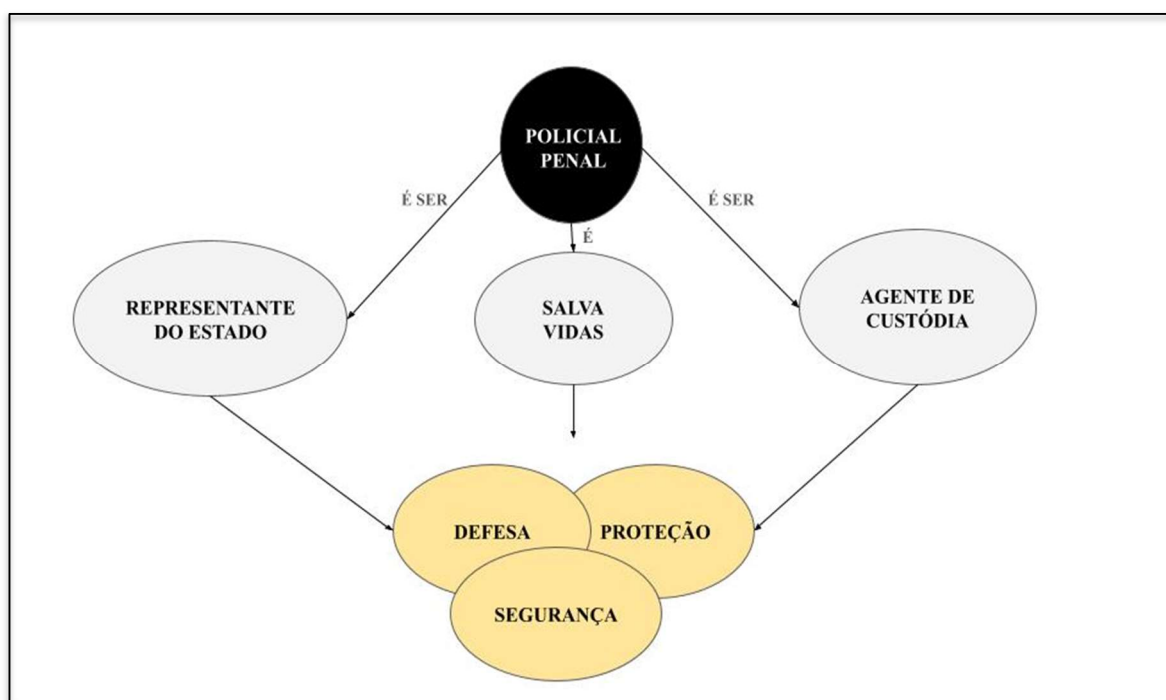 POLICIAL
PENAL
É SER
É
É SER
REPRESENTANTE
DO ESTADO
SALVA
VIDAS
AGENTE DE
CUSTÓDIA
DEFESA
PROTEÇÃO
SEGURANÇA